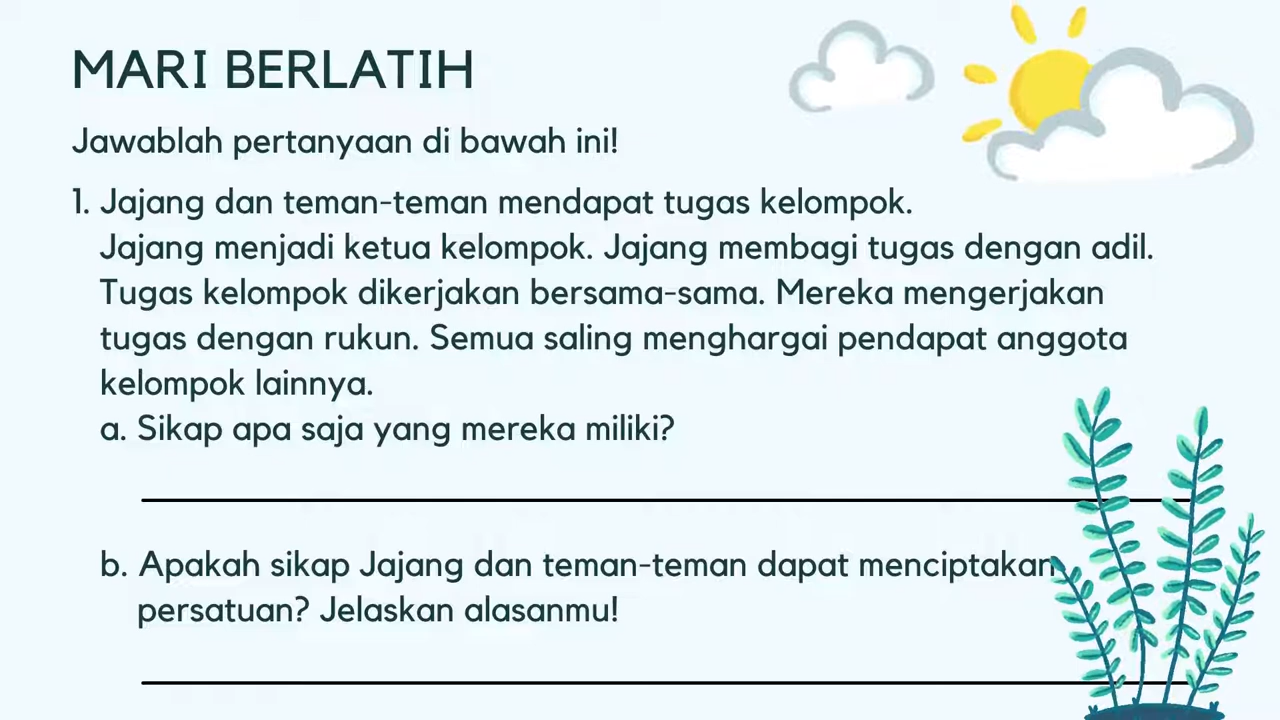 MARI BERLATIH
Jawablah pertanyaan di bawah ini!
1. Jajang dan teman-teman mendapat tugas kelompok.
Jajang menjadi ketua kelompok. Jajang membagi tugas dengan adil.
Tugas kelompok dikerjakan bersama-sama. Mereka mengerjakan
tugas dengan rukun. Semua saling menghargai pendapat anggota
kelompok lainnya.
a. Sikap apa saja yang mereka miliki?
b. Apakah sikap Jajang dan teman-teman dapat menciptakan
persatuan? Jelaskan alasanmu!